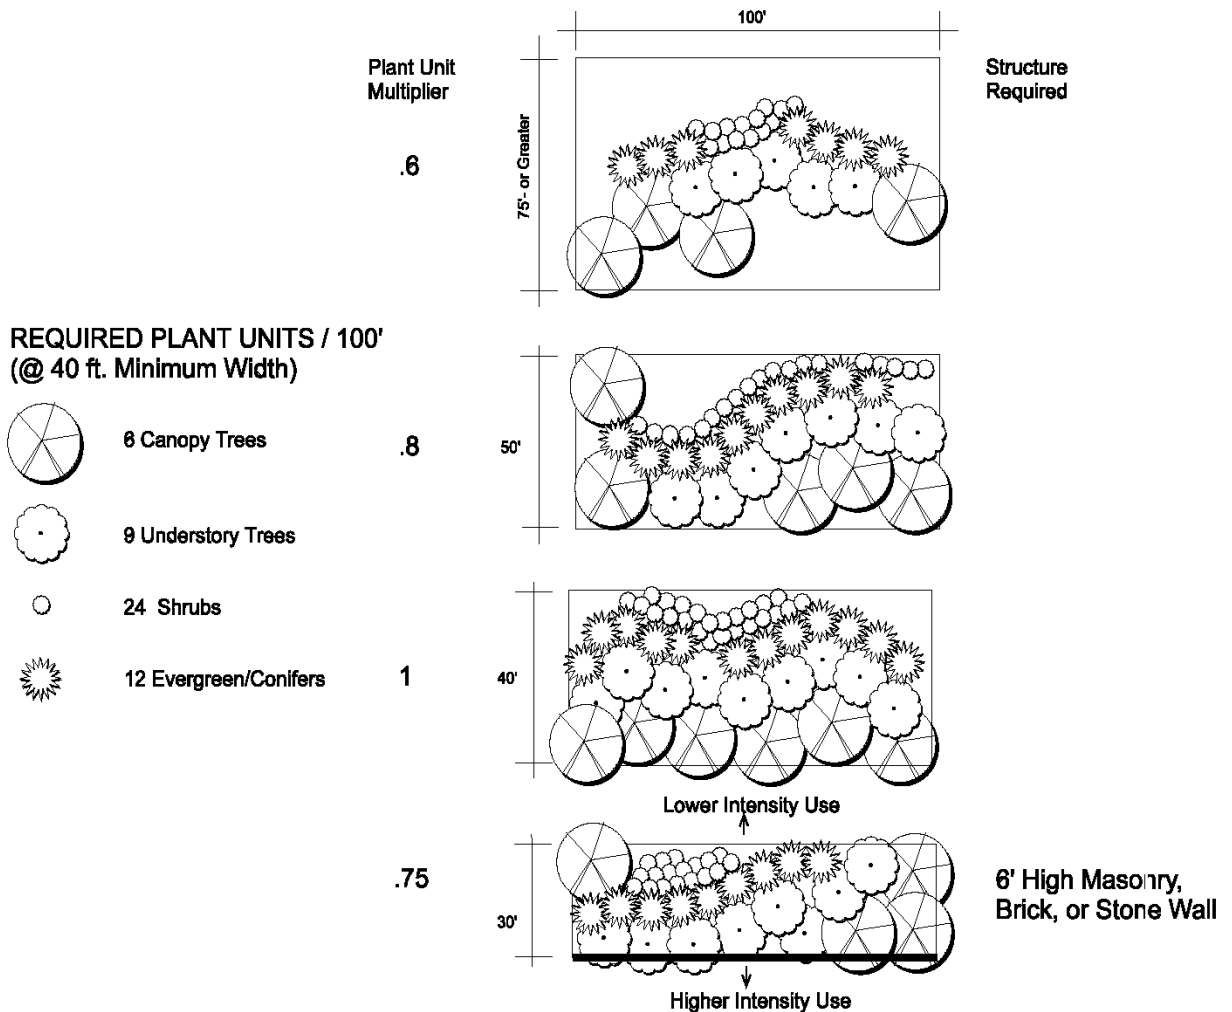 100'
Plant Unit
Multiplier
Structure
Required
75'- or Greater
.6
REQUIRED PLANT UNITS / 100'
(@ 40 ft. Minimum Width)
6 Canopy Trees
.8
50'
9 Understory Trees
24 Shrubs
12 Evergreen/Conifers
1
40'
Lower Intensity Use
.75
30'
6' High Masonry,
Brick, or Stone Wall
Higher Intensity Use